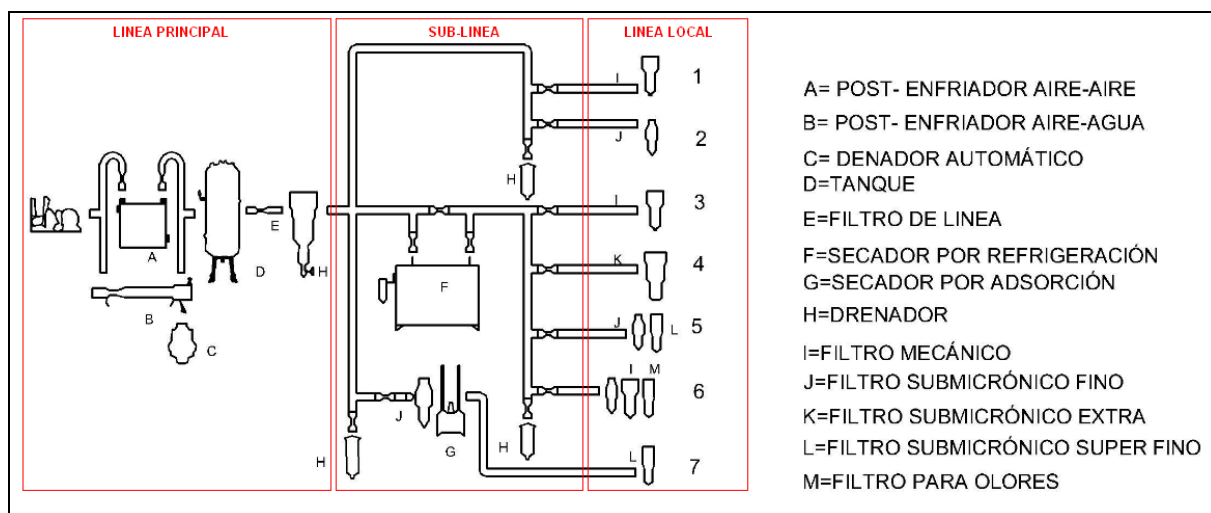 LINEA PRINCIPAL
SUB-LINEA
LINEA LOCAL
I 1
J 2
H
I 3
K 4
J L 5
I M
6
L 7
A
B
C
D
E
H
F
J
G
H
H
A= POST- ENFRIADOR AIRE-AIRE
B= POST-ENFRIADOR AIRE-AGUA
C= DENADOR AUTOMÁTICO
D=TANQUE
E=FILTRO DE LINEA
F=SECADOR POR REFRIGERACIÓN
G=SECADOR POR ADSORCIÓN
H=DRENADOR
I=FILTRO MECÁNICO
J=FILTRO SUBMICRÓNICO FINO
K=FILTRO SUBMICRÓNICO EXTRA
L=FILTRO SUBMICRÓNICO SUPER FINO
M=FILTRO PARA OLORES